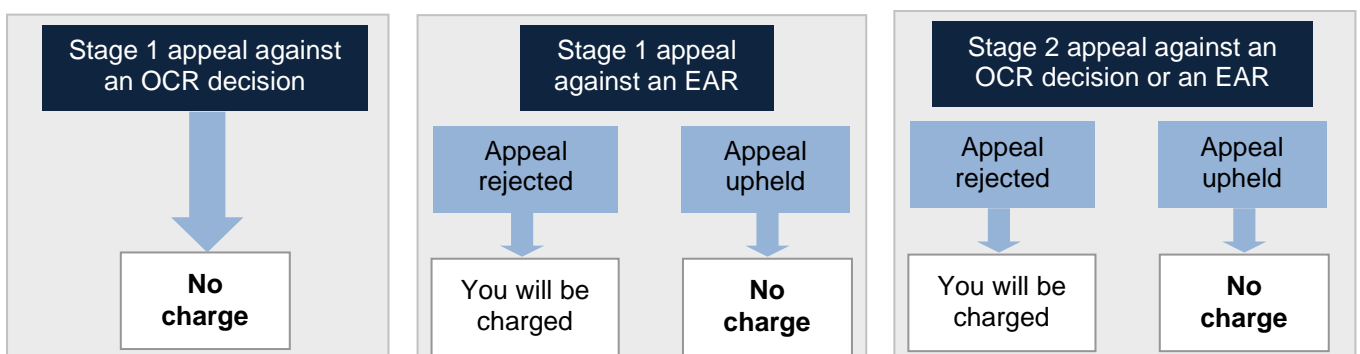 Stage 1 appeal against
an OCR decision
No
charge
Stage 1 appeal
against an EAR
Appeal
rejected
Appeal
upheld
You will be
charged
No
charge
Stage 2 appeal against an
OCR decision or an EAR
Appeal
rejected
Appeal
upheld
You will be
charged
No
charge